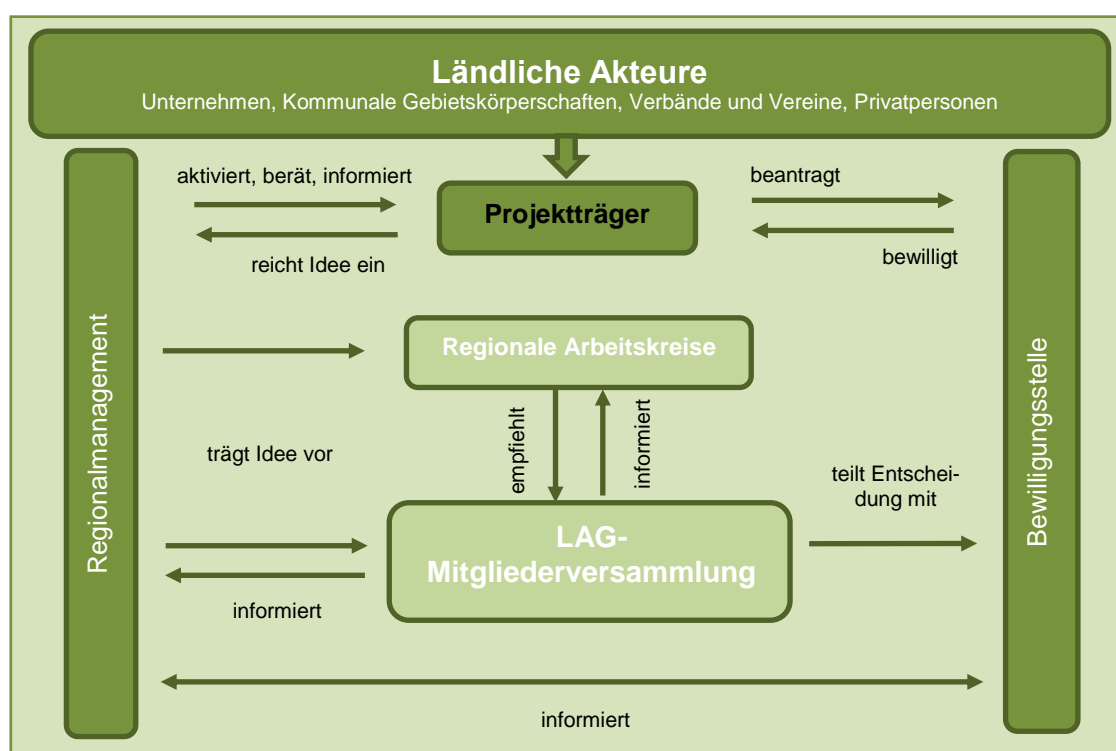 Ländliche Akteure
Unternehmen, Kommunale Gebietskörperschaften, Verbände und Vereine, Privatpersonen
aktiviert, berät, informiert
Projektträger
beantragt
reicht Idee ein
bewilligt
Regionalmanagement
Regionale Arbeitskreise
empfiehlt
informiert
trägt Idee vor
teilt Entschei-
dung mit
Bewilligungsstelle
LAG-
Mitgliederversammlung
informiert
informiert